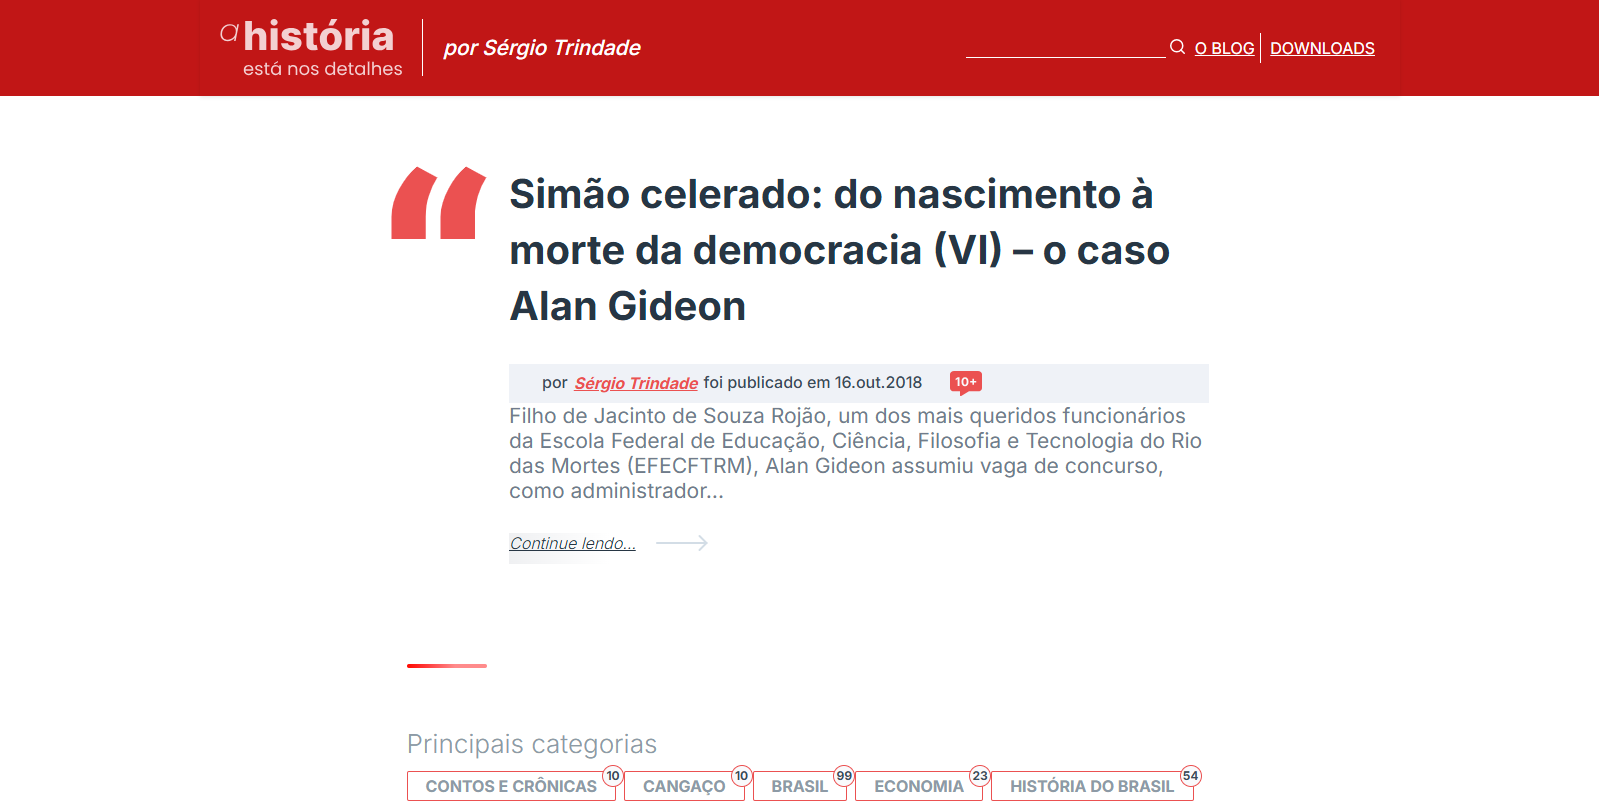 a história
está nos detalhes
por Sérgio Trindade
O BLOG
DOWNLOADS
“
Simão celerado: do nascimento à
morte da democracia (VI) – o caso
Alan Gideon
por Sérgio Trindade foi publicado em 16.out.2018 10+
Filho de Jacinto de Souza Rojão, um dos mais queridos funcionários
da Escola Federal de Educação, Ciência, Filosofia e Tecnologia do Rio
das Mortes (EFECFTRM), Alan Gideon assumiu vaga de concurso,
como administrador...
Continue lendo...
Principais categorias
CONTOS E CRÔNICAS 10
CANGAÇO 10
BRASIL 99
ECONOMIA 23
HISTÓRIA DO BRASIL 54